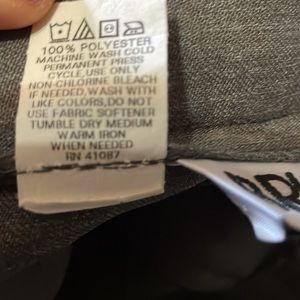 100% POLYESTER
MACHINE WASH COLD
PERMANENT PRESS
CYCLE, USE ONLY
NON-CHLORINE BLEACH
IF NEEDED, WASH WITH
LIKE COLORS, DO NOT
USE FABRIC SOFTENER
TUMBLE DRY MEDIUM
WARM IRON
WHEN NEEDED
RN 41087